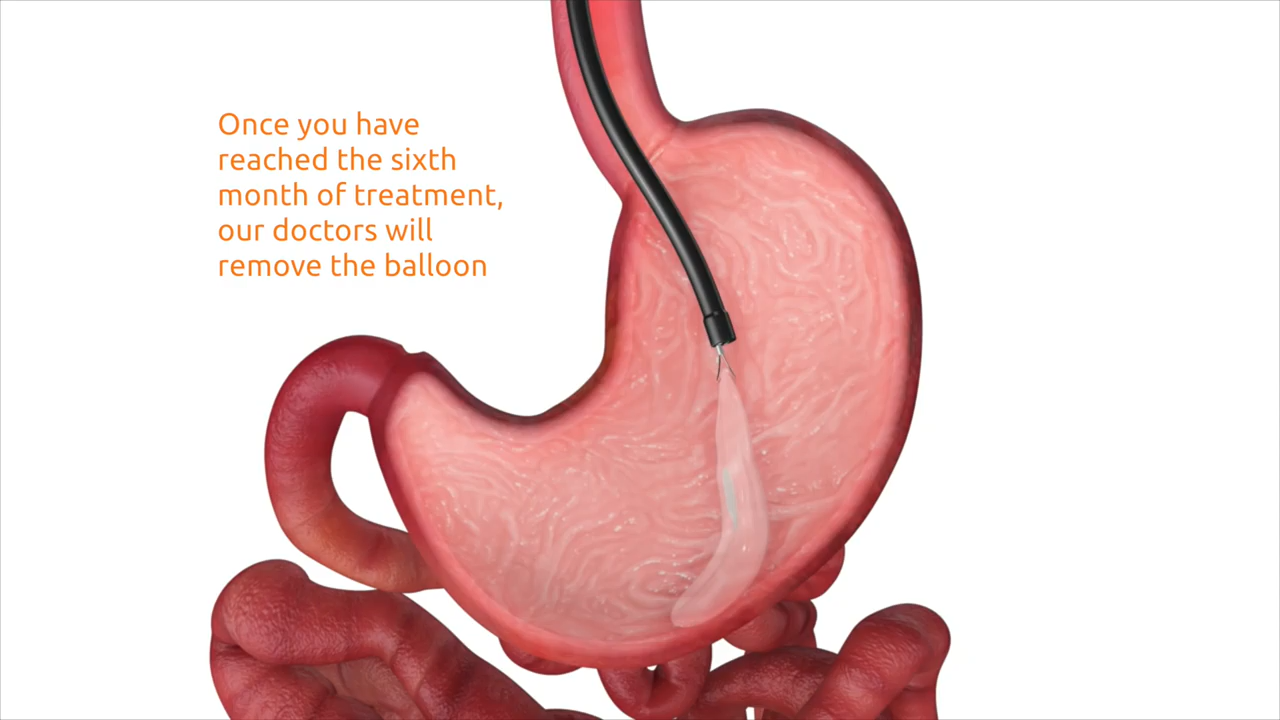 Once you have
reached the sixth
month of treatment,
our doctors will
remove the balloon